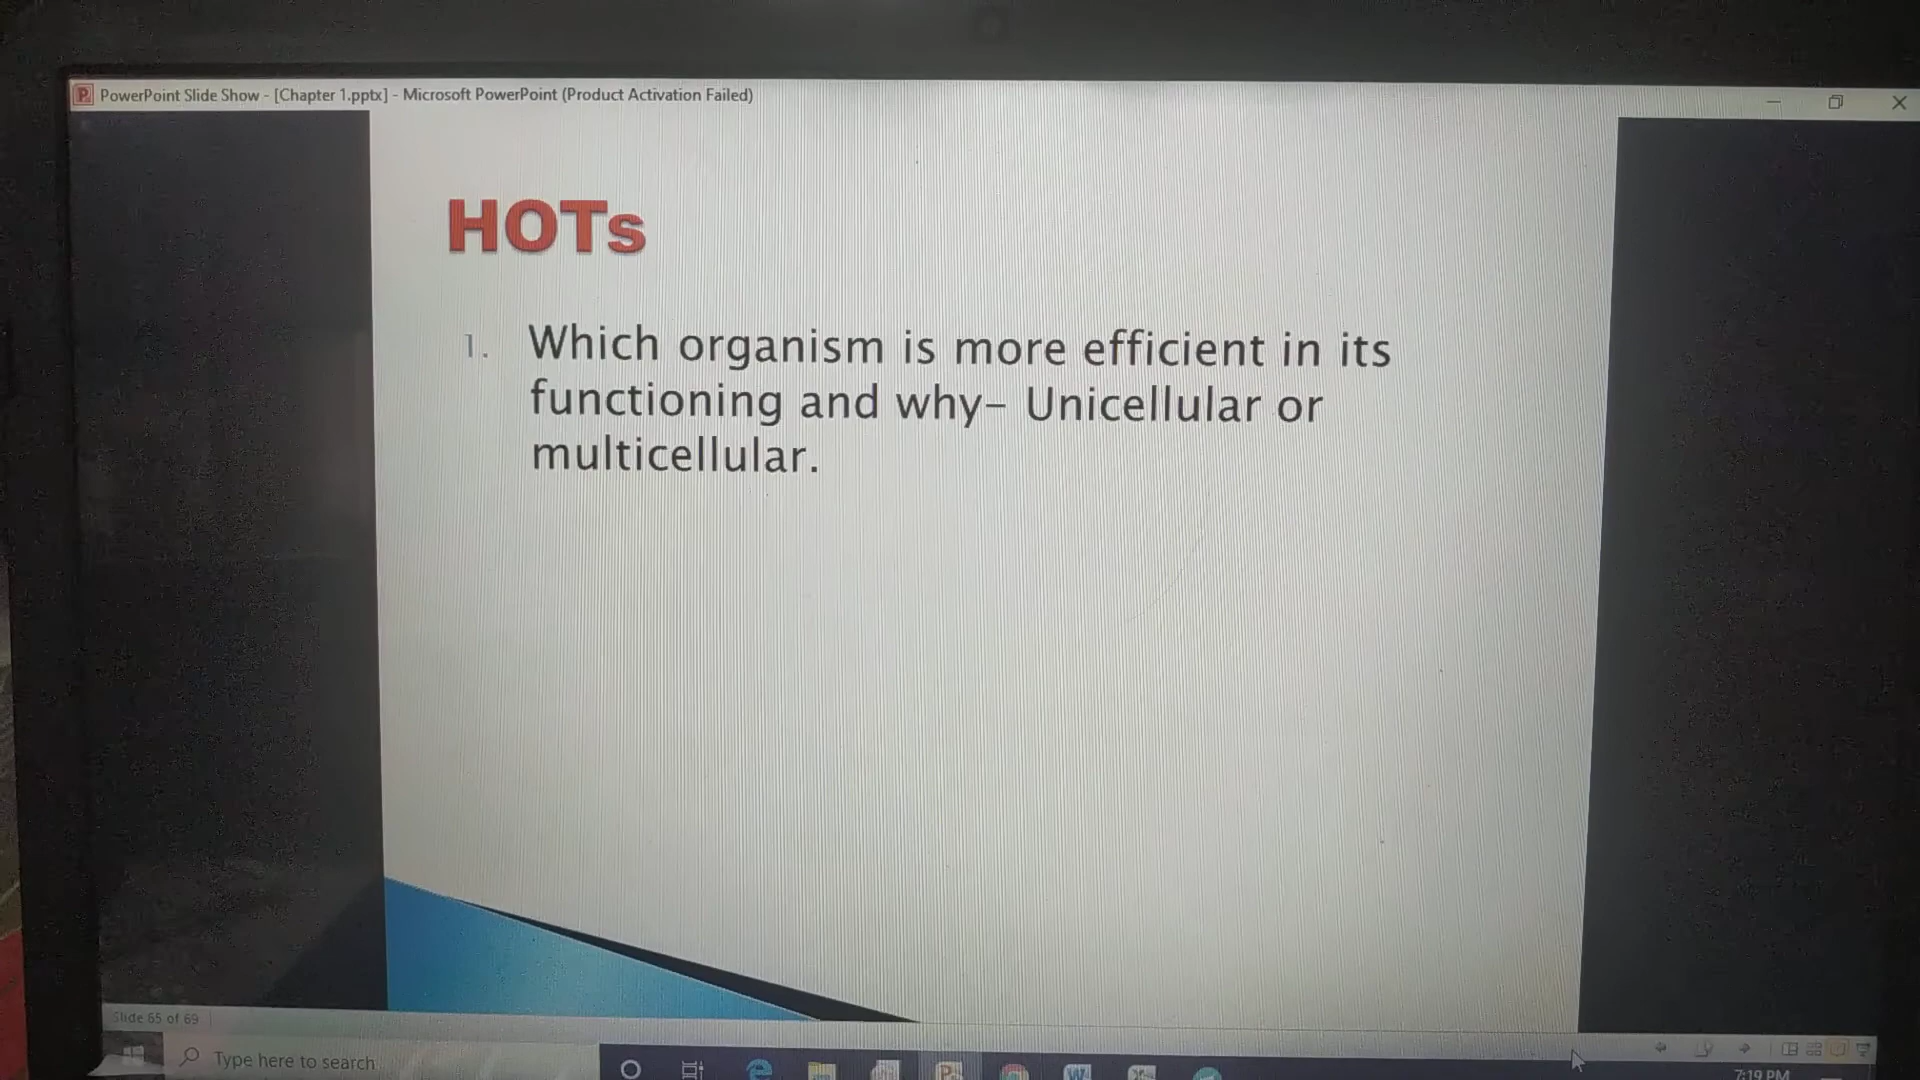 PowerPoint Slide Show - [Chapter 1.pptx] - Microsoft PowerPoint (Product Activation Failed)
HOTs
1. Which organism is more efficient in its
functioning and why- Unicellular or
multicellular.
Slide 65 of 69
Type here to search
7:19 PM